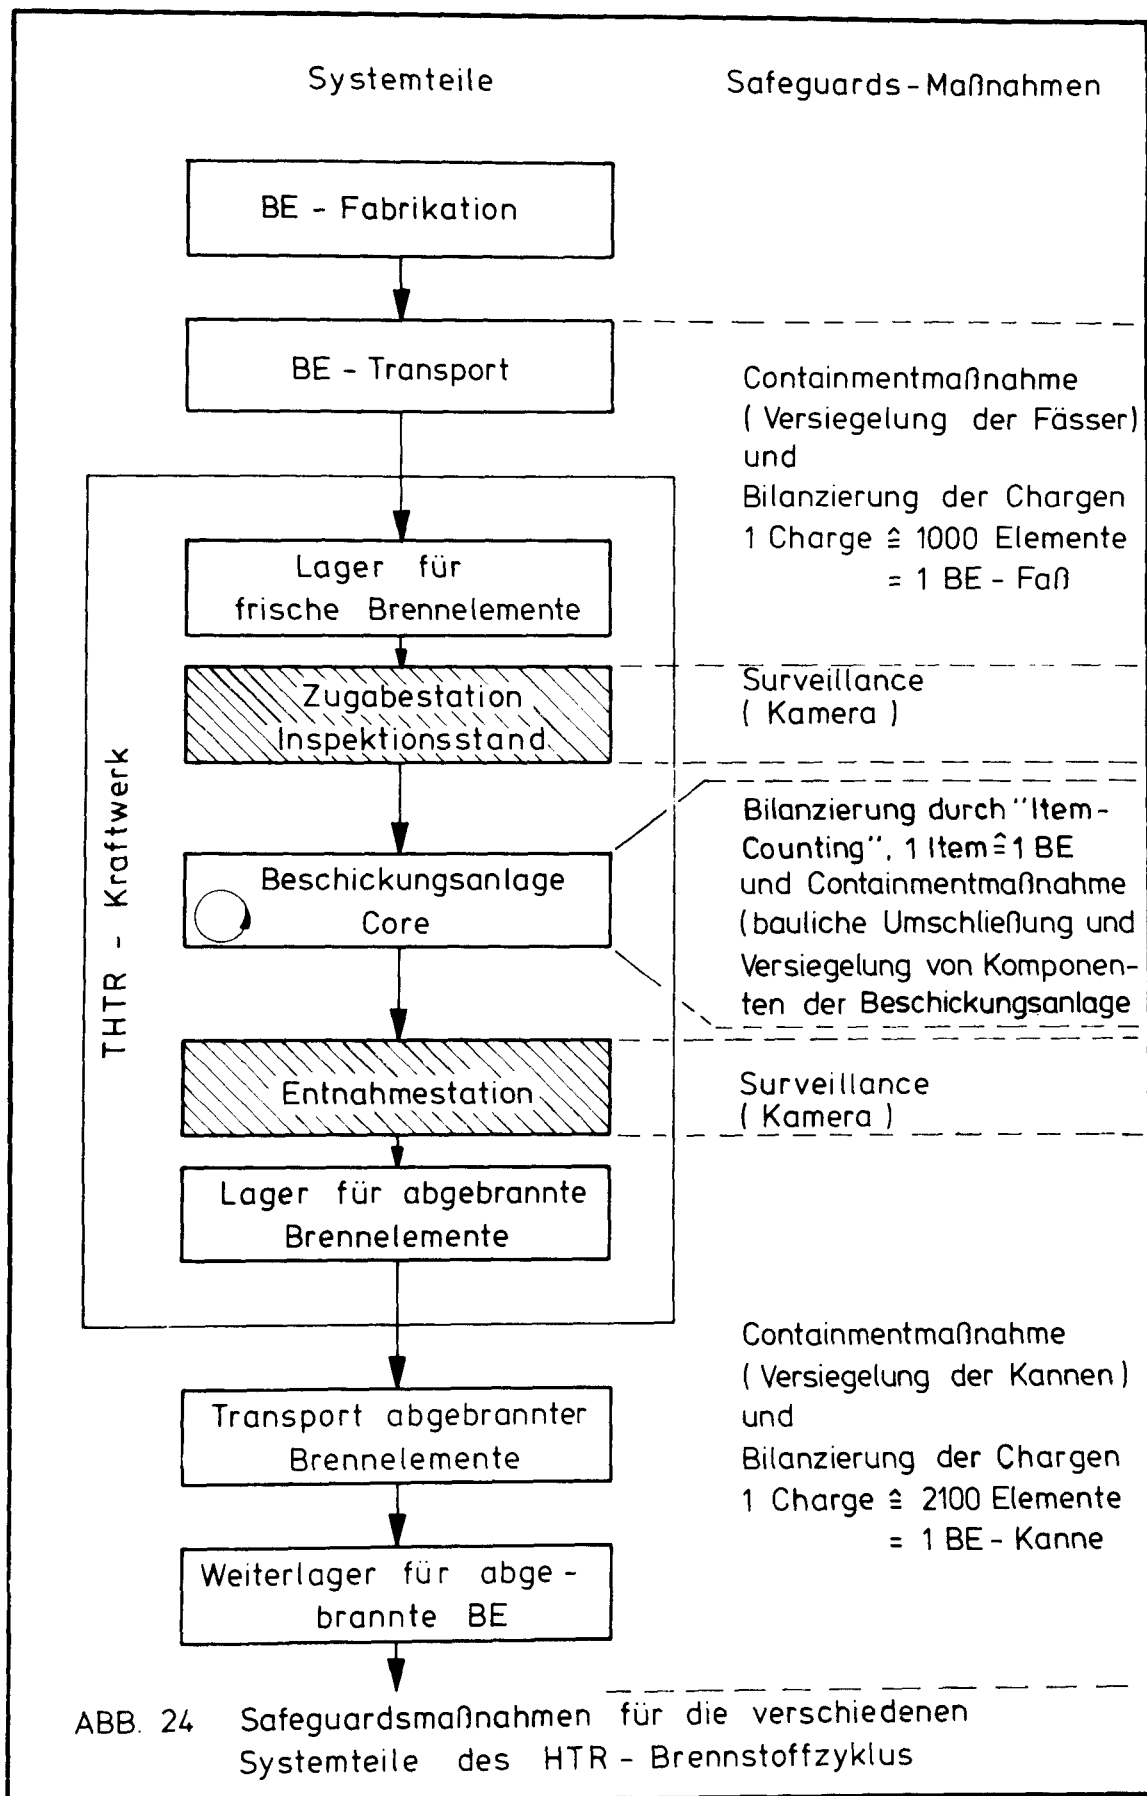 Systemteile
Safeguards-Maßnahmen
BE - Fabrikation
BE - Transport
Containmentmaßnahme
( Versiegelung der Fässer)
und
Bilanzierung der Chargen
1 Charge ≙ 1000 Elemente
= 1 BE - Faß
THTR - Kraftwerk
Lager für
frische Brennelemente
Zugabestation
Inspektionsstand
Surveillance
( Kamera )
Beschickungsanlage
Core
Bilanzierung durch "Item-
Counting", 1 Item ≙ 1 BE
und Containmentmaßnahme
(bauliche Umschließung und
Versiegelung von Komponen-
ten der Beschickungsanlage
Entnahmestation
Surveillance
( Kamera )
Lager für abgebrannte
Brennelemente
Containmentmaßnahme
( Versiegelung der Kannen )
und
Bilanzierung der Chargen
1 Charge ≙ 2100 Elemente
= 1 BE - Kanne
Transport abgebrannter
Brennelemente
Weiterlager für abge -
brannte BE
ABB. 24 Safeguardsmaßnahmen für die verschiedenen
Systemteile des HTR - Brennstoffzyklus